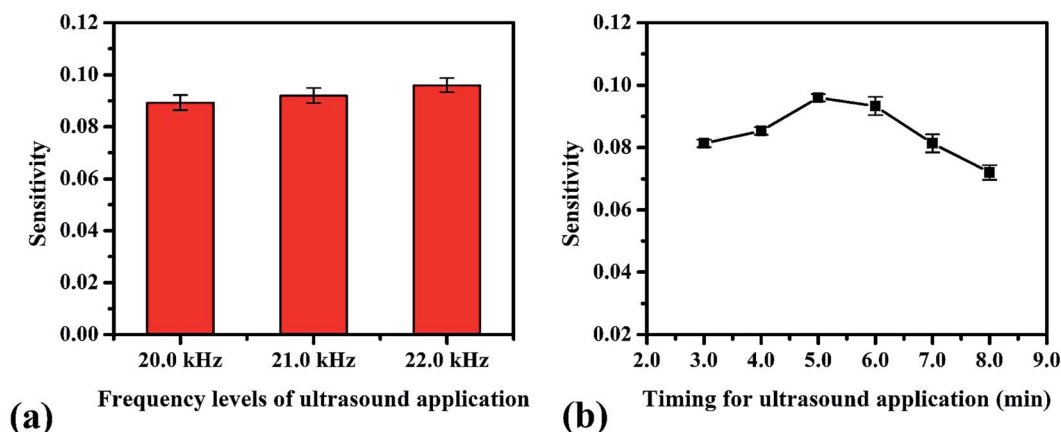 0.12
0.10
0.08
0.06
0.04
0.02
0.00
Sensitivity
20.0 kHz 21.0 kHz 22.0 kHz
Frequency levels of ultrasound application
(a)
0.12
0.10
0.08
0.06
0.04
0.02
Sensitivity
2.0 3.0 4.0 5.0 6.0 7.0 8.0 9.0
Timing for ultrasound application (min)
(b)